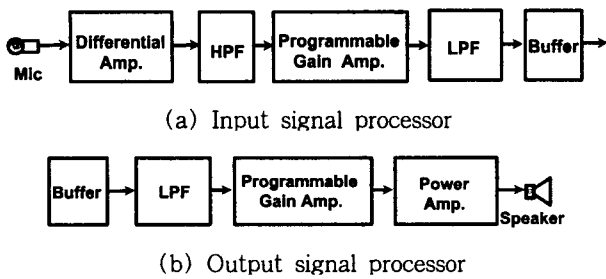 Mic
Differential
Amp.
HPF
Programmable
Gain Amp.
LPF
Buffer
(a) Input signal processor
Buffer
LPF
Programmable
Gain Amp.
Power
Amp.
Speaker
(b) Output signal processor